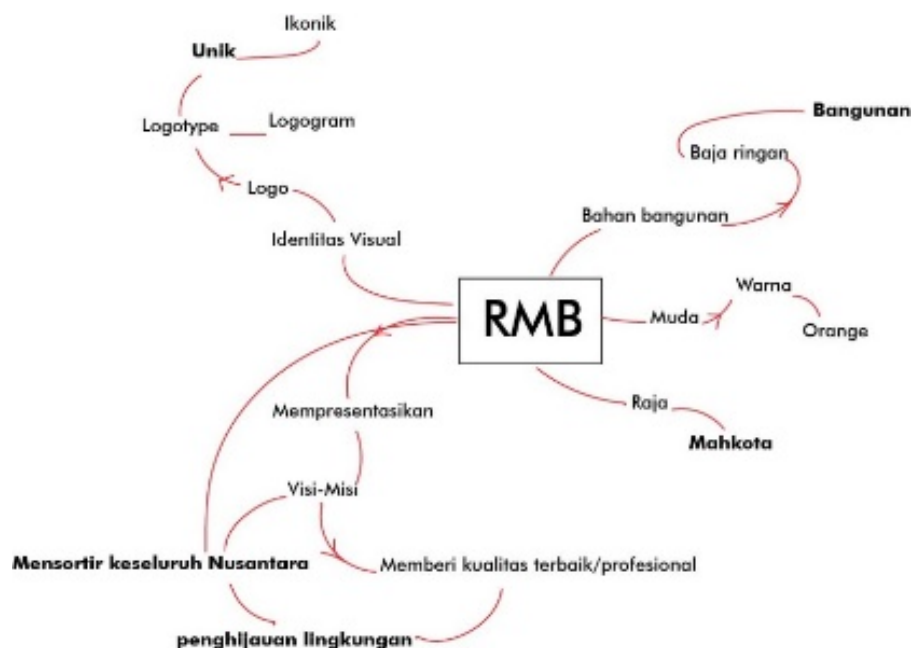 Ikonik
Unik
Logotype
Logogram
Logo
Identitas Visual
Bangunan
Baja ringan
Bahan bangunan
RMB
Muda
Warna
Orange
Raja
Mahkota
Mempresentasikan
Visi-Misi
Mensortir keseluruh Nusantara
Memberi kualitas terbaik/profesional
penghijauan lingkungan